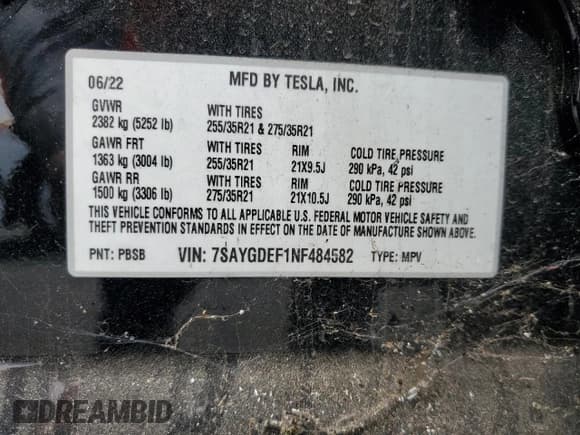 06/22 MFD BY TESLA, INC.
GVWR WITH TIRES
2382 kg (5252 lb) 255/35R21 & 275/35R21
GAWR FRT WITH TIRES RIM COLD TIRE PRESSURE
1363 kg (3004 lb) 255/35R21 21X9.5J 290 kPa, 42 psi
GAWR RR WITH TIRES RIM COLD TIRE PRESSURE
1500 kg (3306 lb) 275/35R21 21X10.5J 290 kPa, 42 psi
THIS VEHICLE CONFORMS TO ALL APPLICABLE U.S. FEDERAL MOTOR VEHICLE SAFETY AND
THEFT PREVENTION STANDARDS IN EFFECT ON THE DATE OF MANUFACTURE SHOWN ABOVE.
PNT: PBSB VIN: 7SAYGDEF1NF484582 TYPE: MPV
DREAMBID